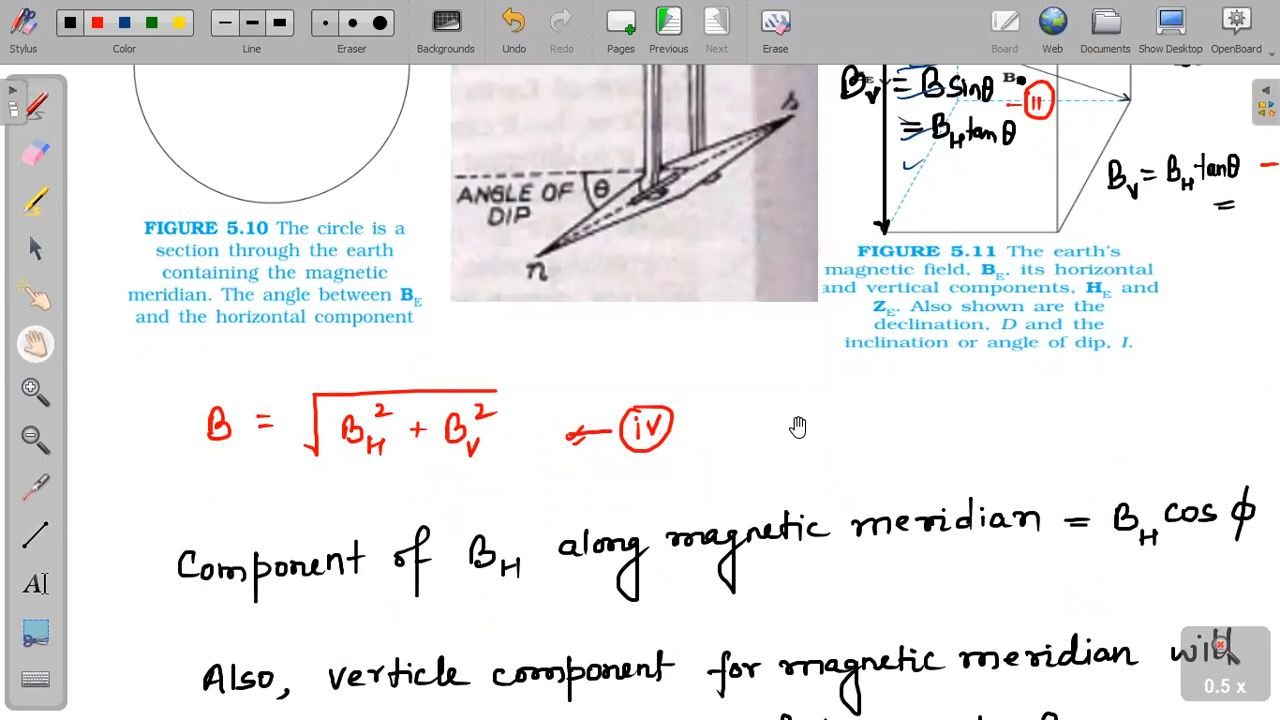 Stylus
Color
Line
Eraser
Backgrounds
Undo
Redo
Pages
Previous
Next
Erase
Board
Web
Documents
Show Desktop
OpenBoard
B_V = B sinθ
B
– (ii)
= B_H tanθ
B_V = B_H tanθ –
=
s
ANGLE OF
DIP
θ
n
FIGURE 5.10 The circle is a
section through the earth
containing the magnetic
meridian. The angle between B_E
and the horizontal component
FIGURE 5.11 The earth's
magnetic field, B_E, its horizontal
and vertical components, H_E and
Z_E. Also shown are the
declination, D and the
inclination or angle of dip, I.
B = √(B_H² + B_V²) ← (iv)
Component of B_H along magnetic meridian = B_H cos ϕ
Also, verticle component for magnetic meridian will
0.5 x